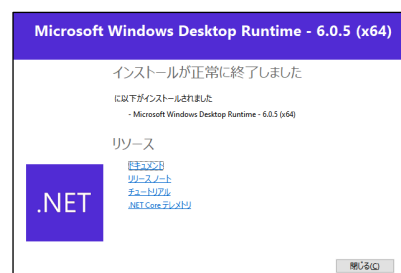 Microsoft Windows Desktop Runtime - 6.0.5 (x64)
インストールが正常に終了しました
に以下がインストールされました
- Microsoft Windows Desktop Runtime - 6.0.5 (x64)
リソース
ドキュメント
リリース ノート
チュートリアル
.NET Core テレメトリ
.NET
閉じる(C)